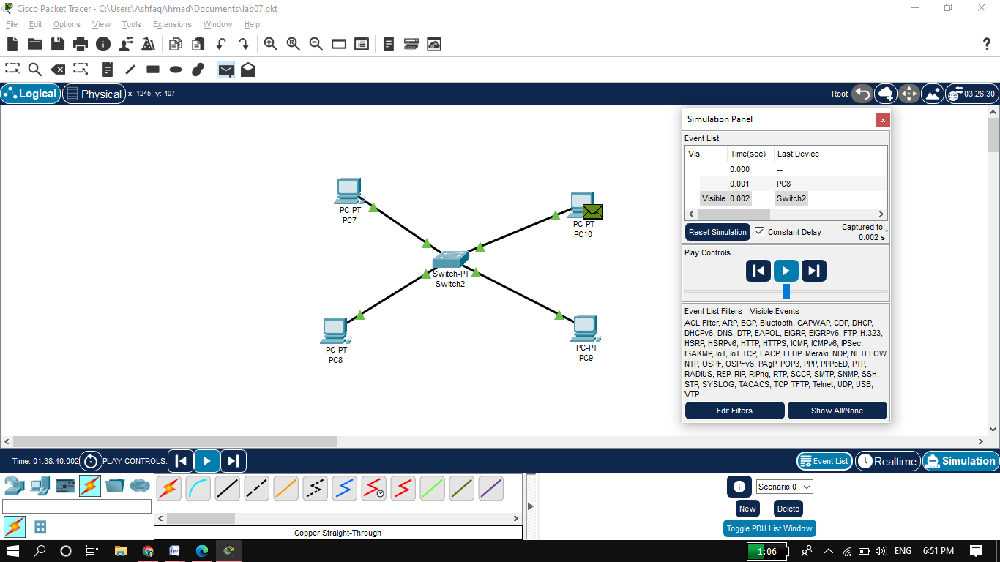 Cisco Packet Tracer - C:\Users\AshfaqAhmad\Documents\lab07.pkt
File Edit Options View Tools Extensions Window Help
Logical Physical x: 1245, y: 407 Root 03:26:30
Simulation Panel x
Event List
Vis. Time(sec) Last Device
0.000 --
0.001 PC8
Visible 0.002 Switch2
Reset Simulation Constant Delay Captured to:
0.002 s
Play Controls
Event List Filters - Visible Events
ACL Filter, ARP, BGP, Bluetooth, CAPWAP, CDP, DHCP,
DHCPv6, DNS, DTP, EAPOL, EIGRP, EIGRPv6, FTP, H.323,
HSRP, HSRPv6, HTTP, HTTPS, ICMP, ICMPv6, IPSec,
ISAKMP, IoT, IoT TCP, LACP, LLDP, Meraki, NDP, NETFLOW,
NTP, OSPF, OSPFv6, PAgP, POP3, PPP, PPPoED, PTP,
RADIUS, REP, RIP, RIPng, RTP, SCCP, SMTP, SNMP, SSH,
STP, SYSLOG, TACACS, TCP, TFTP, Telnet, UDP, USB,
VTP
Edit Filters Show All/None
PC-PT
PC7
PC-PT
PC10
Switch-PT
Switch2
PC-PT
PC8
PC-PT
PC9
Time: 01:38:40.002 PLAY CONTROLS: Event List Realtime Simulation
Scenario 0
New Delete
Toggle PDU List Window
Copper Straight-Through
1:06 ENG 6:51 PM